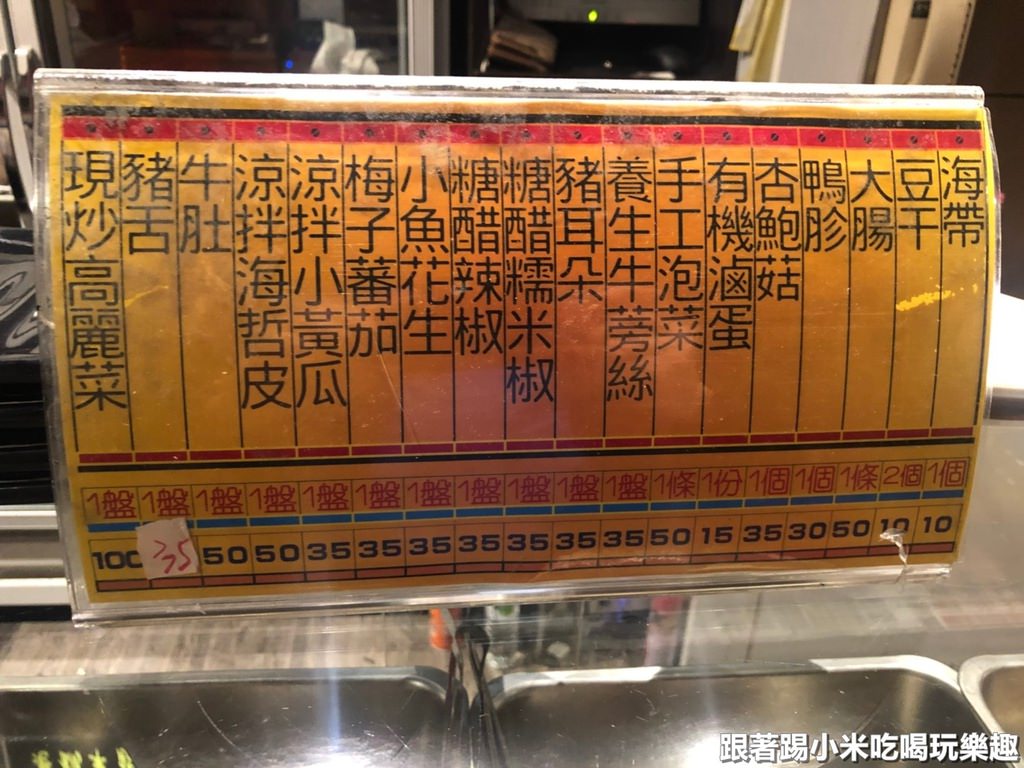 海帶
豆干
大腸
鴨胗
杏鮑菇
有機滷蛋
手工泡菜
養生牛蒡絲
豬耳朵
糖醋糯米椒
糖醋辣椒
小魚花生
梅子蕃茄
涼拌小黃瓜
涼拌海哲皮
牛肚
豬舌
現炒高麗菜
1盤 1盤 1盤 1盤 1盤 1盤 1盤 1盤 1盤 1盤 1盤 1條 1份 1個 1個 1條 2個 1個
100 35 50 50 35 35 35 35 35 35 35 50 15 35 30 50 10 10
跟著踢小米吃喝玩樂趣